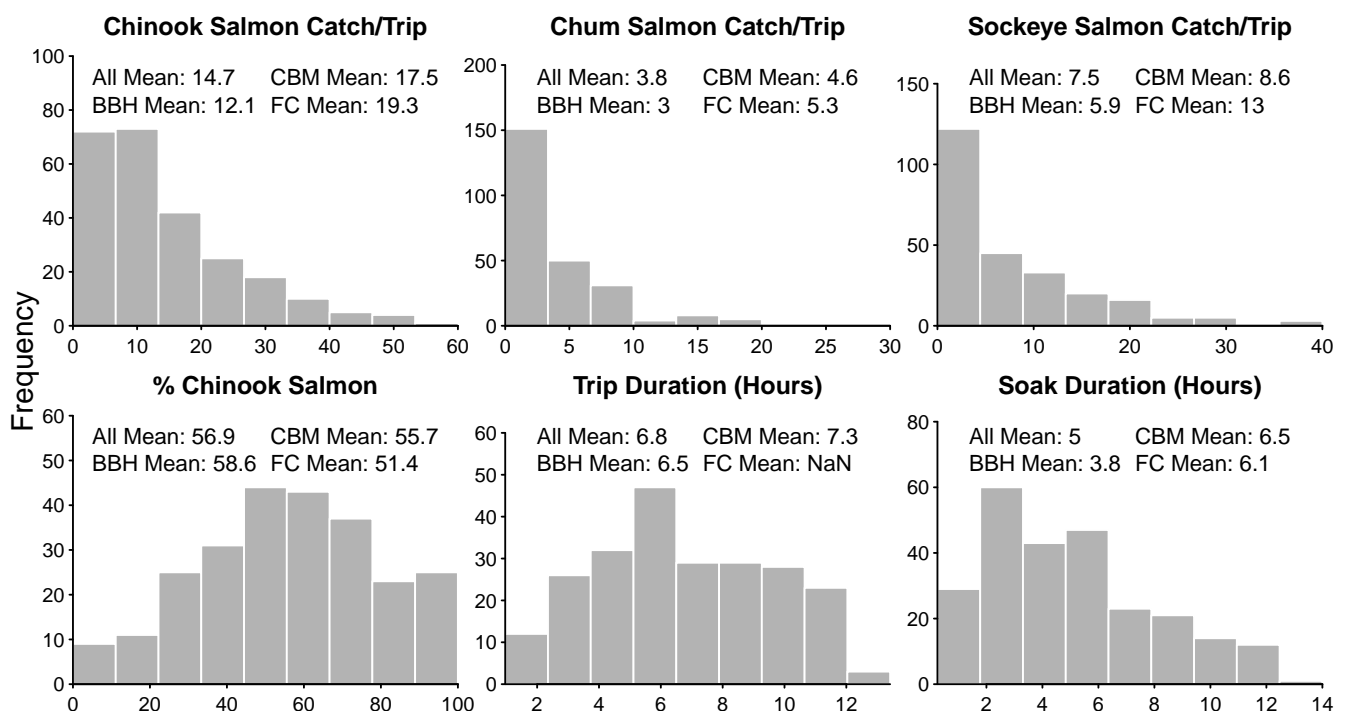 Chinook Salmon Catch/Trip
All Mean: 14.7 CBM Mean: 17.5
BBH Mean: 12.1 FC Mean: 19.3
100
80
60
40
20
0
0 10 20 30 40 50 60
Chum Salmon Catch/Trip
All Mean: 3.8 CBM Mean: 4.6
BBH Mean: 3 FC Mean: 5.3
200
150
100
50
0
0 5 10 15 20 25 30
Sockeye Salmon Catch/Trip
All Mean: 7.5 CBM Mean: 8.6
BBH Mean: 5.9 FC Mean: 13
150
100
50
0
0 10 20 30 40
Frequency
% Chinook Salmon
All Mean: 56.9 CBM Mean: 55.7
BBH Mean: 58.6 FC Mean: 51.4
60
50
40
30
20
10
0
0 20 40 60 80 100
Trip Duration (Hours)
All Mean: 6.8 CBM Mean: 7.3
BBH Mean: 6.5 FC Mean: NaN
60
50
40
30
20
10
0
2 4 6 8 10 12
Soak Duration (Hours)
All Mean: 5 CBM Mean: 6.5
BBH Mean: 3.8 FC Mean: 6.1
80
60
40
20
0
2 4 6 8 10 12 14